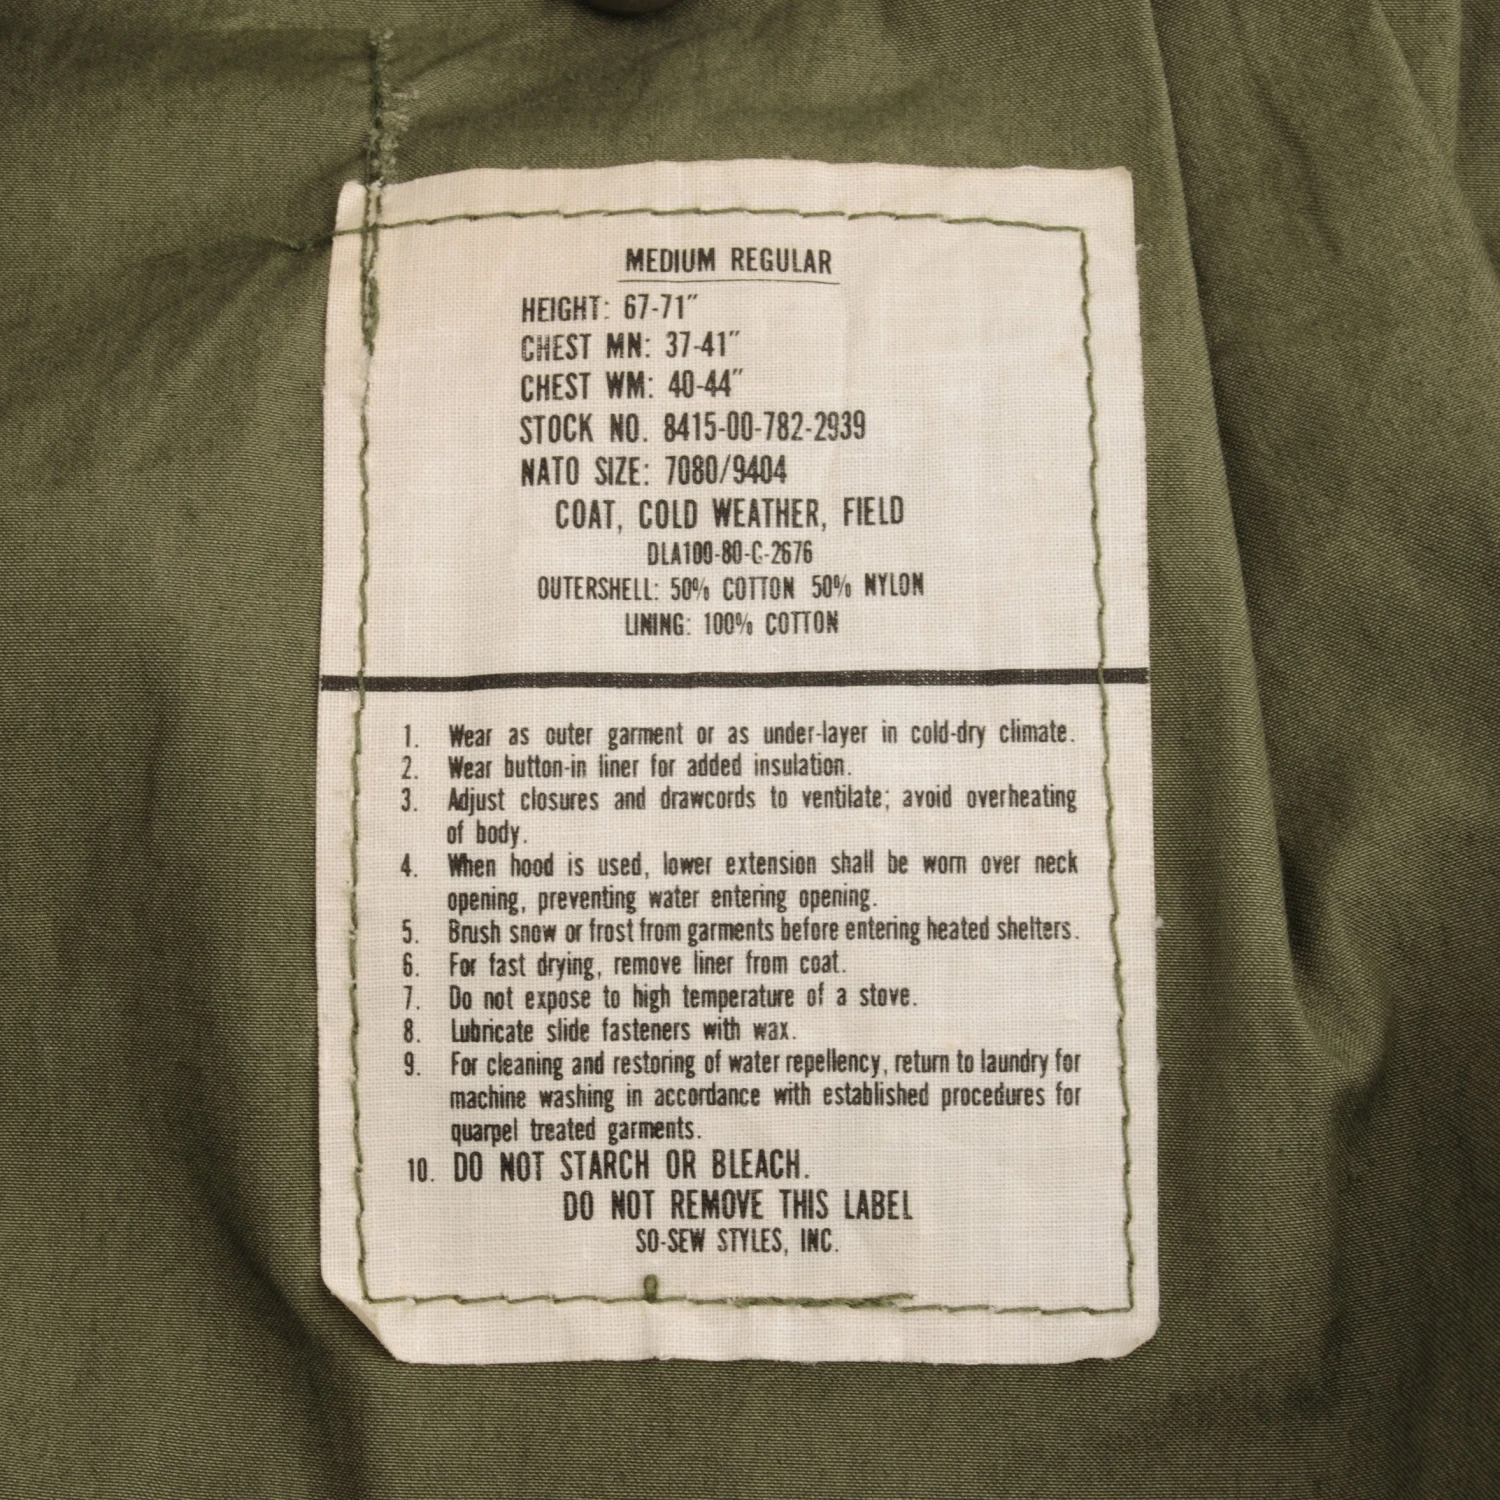 MEDIUM REGULAR
HEIGHT: 67-71"
CHEST MN: 37-41"
CHEST WM: 40-44"
STOCK NO. 8415-00-782-2939
NATO SIZE: 7080/9404
COAT, COLD WEATHER, FIELD
DLA100-80-C-2676
OUTERSHELL: 50% COTTON 50% NYLON
LINING: 100% COTTON
1. Wear as outer garment or as under-layer in cold-dry climate.
2. Wear button-in liner for added insulation.
3. Adjust closures and drawcords to ventilate; avoid overheating
of body.
4. When hood is used, lower extension shall be worn over neck
opening, preventing water entering opening.
5. Brush snow or frost from garments before entering heated shelters.
6. For fast drying, remove liner from coat.
7. Do not expose to high temperature of a stove.
8. Lubricate slide fasteners with wax.
9. For cleaning and restoring of water repellency, return to laundry for
machine washing in accordance with established procedures for
quarpel treated garments.
10. DO NOT STARCH OR BLEACH.
DO NOT REMOVE THIS LABEL
SO-SEW STYLES, INC.